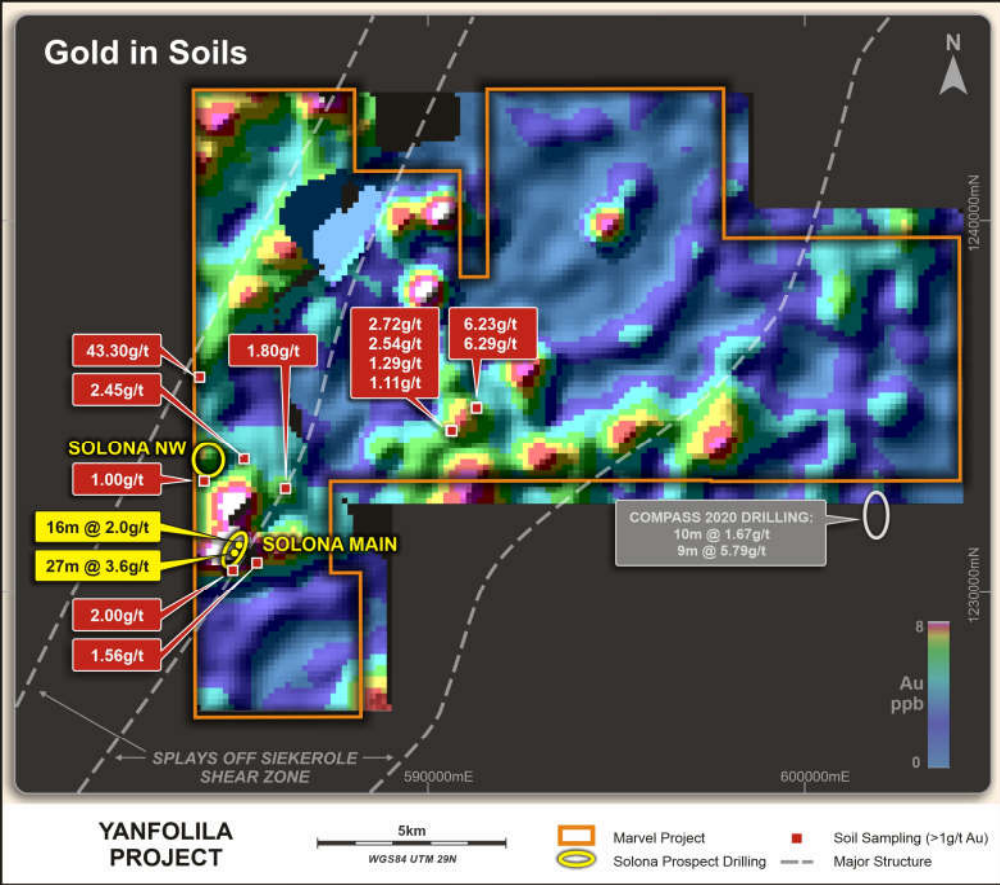 Gold in Soils
N
1240000mN
43.30g/t
1.80g/t
2.72g/t
2.54g/t
1.29g/t
1.11g/t
6.23g/t
6.29g/t
2.45g/t
SOLONA NW
1.00g/t
16m @ 2.0g/t
SOLONA MAIN
27m @ 3.6g/t
COMPASS 2020 DRILLING:
10m @ 1.67g/t
9m @ 5.79g/t
1230000mN
2.00g/t
1.56g/t
8
Au
ppb
0
SPLAYS OFF SIEKEROLE
SHEAR ZONE
590000mE
600000mE
YANFOLILA
PROJECT
5km
WGS84 UTM 29N
Marvel Project
Solona Prospect Drilling
Soil Sampling (>1g/t Au)
Major Structure